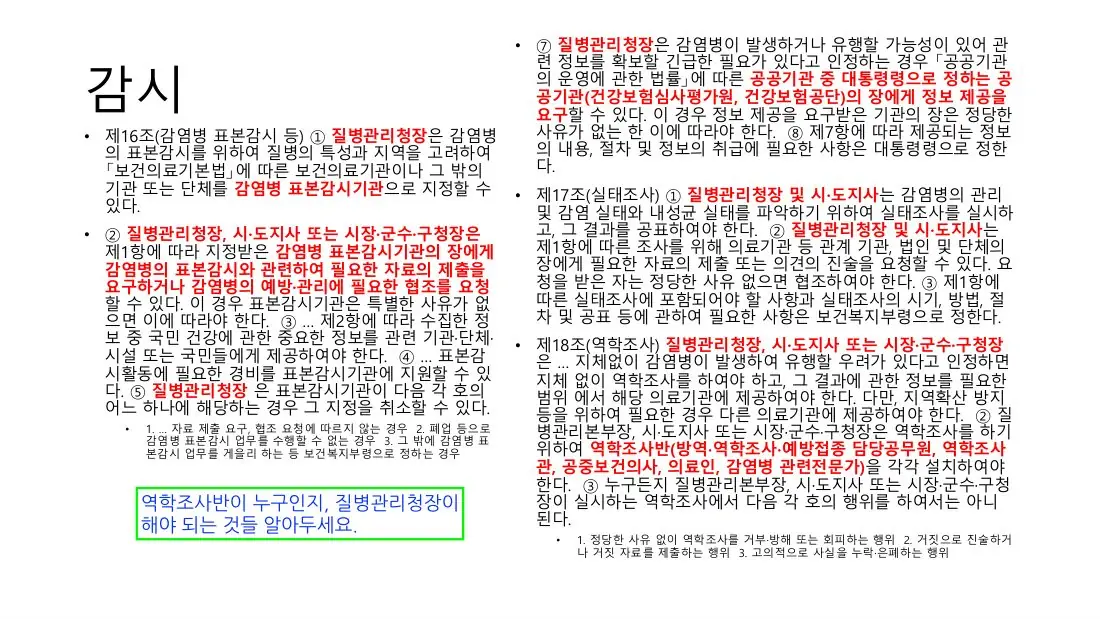 감시
• 제16조(감염병 표본감시 등) ① 질병관리청장은 감염병
의 표본감시를 위하여 질병의 특성과 지역을 고려하여
「보건의료기본법」에 따른 보건의료기관이나 그 밖의
기관 또는 단체를 감염병 표본감시기관으로 지정할 수
있다.
• ② 질병관리청장, 시·도지사 또는 시장·군수·구청장은
제1항에 따라 지정받은 감염병 표본감시기관의 장에게
감염병의 표본감시와 관련하여 필요한 자료의 제출을
요구하거나 감염병의 예방·관리에 필요한 협조를 요청
할 수 있다. 이 경우 표본감시기관은 특별한 사유가 없
으면 이에 따라야 한다. ③ ... 제2항에 따라 수집한 정
보 중 국민 건강에 관한 중요한 정보를 관련 기관·단체·
시설 또는 국민들에게 제공하여야 한다. ④ ... 표본감
시활동에 필요한 경비를 표본감시기관에 지원할 수 있
다. ⑤ 질병관리청장 은 표본감시기관이 다음 각 호의
어느 하나에 해당하는 경우 그 지정을 취소할 수 있다.
• 1. ... 자료 제출 요구, 협조 요청에 따르지 않는 경우 2. 폐업 등으로
감염병 표본감시 업무를 수행할 수 없는 경우 3. 그 밖에 감염병 표
본감시 업무를 게을리 하는 등 보건복지부령으로 정하는 경우
역학조사반이 누구인지, 질병관리청장이
해야 되는 것들 알아두세요.
• ⑦ 질병관리청장은 감염병이 발생하거나 유행할 가능성이 있어 관
련 정보를 확보할 긴급한 필요가 있다고 인정하는 경우 「공공기관
의 운영에 관한 법률」에 따른 공공기관 중 대통령령으로 정하는 공
공기관(건강보험심사평가원, 건강보험공단)의 장에게 정보 제공을
요구할 수 있다. 이 경우 정보 제공을 요구받은 기관의 장은 정당한
사유가 없는 한 이에 따라야 한다. ⑧ 제7항에 따라 제공되는 정보
의 내용, 절차 및 정보의 취급에 필요한 사항은 대통령령으로 정한
다.
• 제17조(실태조사) ① 질병관리청장 및 시·도지사는 감염병의 관리
및 감염 실태와 내성균 실태를 파악하기 위하여 실태조사를 실시하
고, 그 결과를 공표하여야 한다. ② 질병관리청장 및 시·도지사는
제1항에 따른 조사를 위해 의료기관 등 관계 기관, 법인 및 단체의
장에게 필요한 자료의 제출 또는 의견의 진술을 요청할 수 있다. 요
청을 받은 자는 정당한 사유 없으면 협조하여야 한다. ③ 제1항에
따른 실태조사에 포함되어야 할 사항과 실태조사의 시기, 방법, 절
차 및 공표 등에 관하여 필요한 사항은 보건복지부령으로 정한다.
• 제18조(역학조사) 질병관리청장, 시·도지사 또는 시장·군수·구청장
은 ... 지체없이 감염병이 발생하여 유행할 우려가 있다고 인정하면
지체 없이 역학조사를 하여야 하고, 그 결과에 관한 정보를 필요한
범위 에서 해당 의료기관에 제공하여야 한다. 다만, 지역확산 방지
등을 위하여 필요한 경우 다른 의료기관에 제공하여야 한다. ② 질
병관리본부장, 시·도지사 또는 시장·군수·구청장은 역학조사를 하기
위하여 역학조사반(방역·역학조사·예방접종 담당공무원, 역학조사
관, 공중보건의사, 의료인, 감염병 관련전문가)을 각각 설치하여야
한다. ③ 누구든지 질병관리본부장, 시·도지사 또는 시장·군수·구청
장이 실시하는 역학조사에서 다음 각 호의 행위를 하여서는 아니
된다.
• 1. 정당한 사유 없이 역학조사를 거부·방해 또는 회피하는 행위 2. 거짓으로 진술하거
나 거짓 자료를 제출하는 행위 3. 고의적으로 사실을 누락·은폐하는 행위